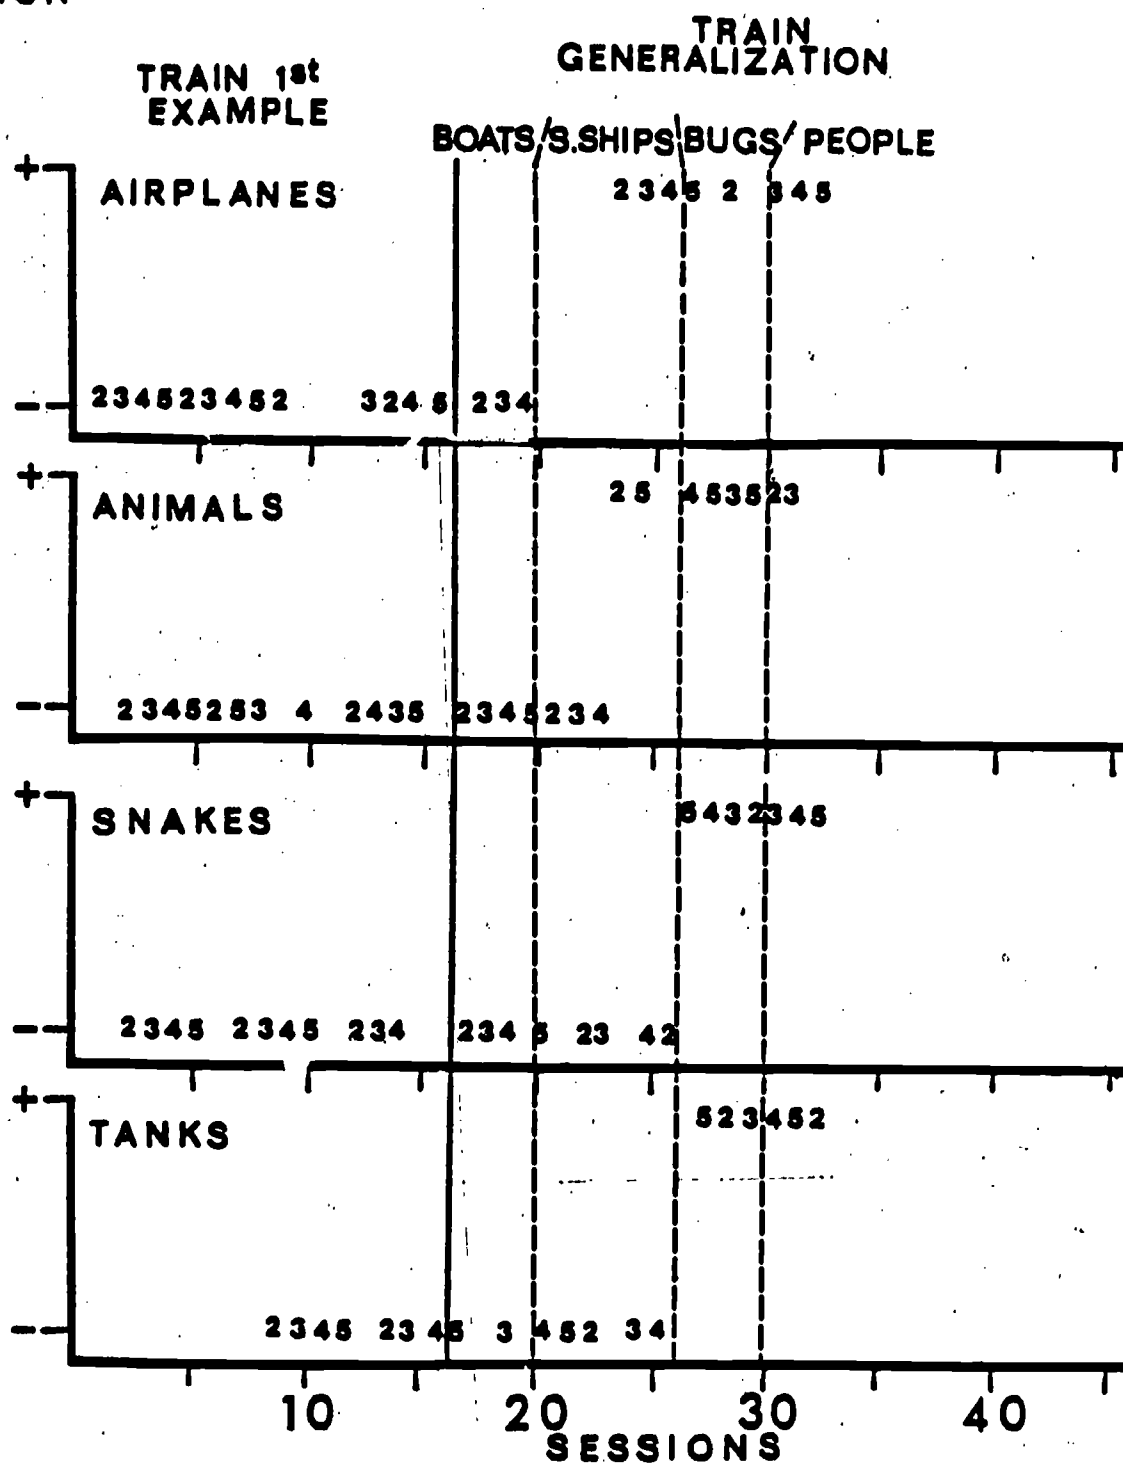 TRAIN
GENERALIZATION
TRAIN 1st
EXAMPLE
BOATS/S.SHIPS\BUGS/PEOPLE
+
AIRPLANES
2345 2 345
– 234523452 324 5 234
+
ANIMALS
25 453523
– 2345253 4 2435 2345234
+
SNAKES
5432345
– 2345 2345 234 234 5 23 42
+
TANKS
523452
– 2345 2345 3 452 34
10 20 30 40
SESSIONS